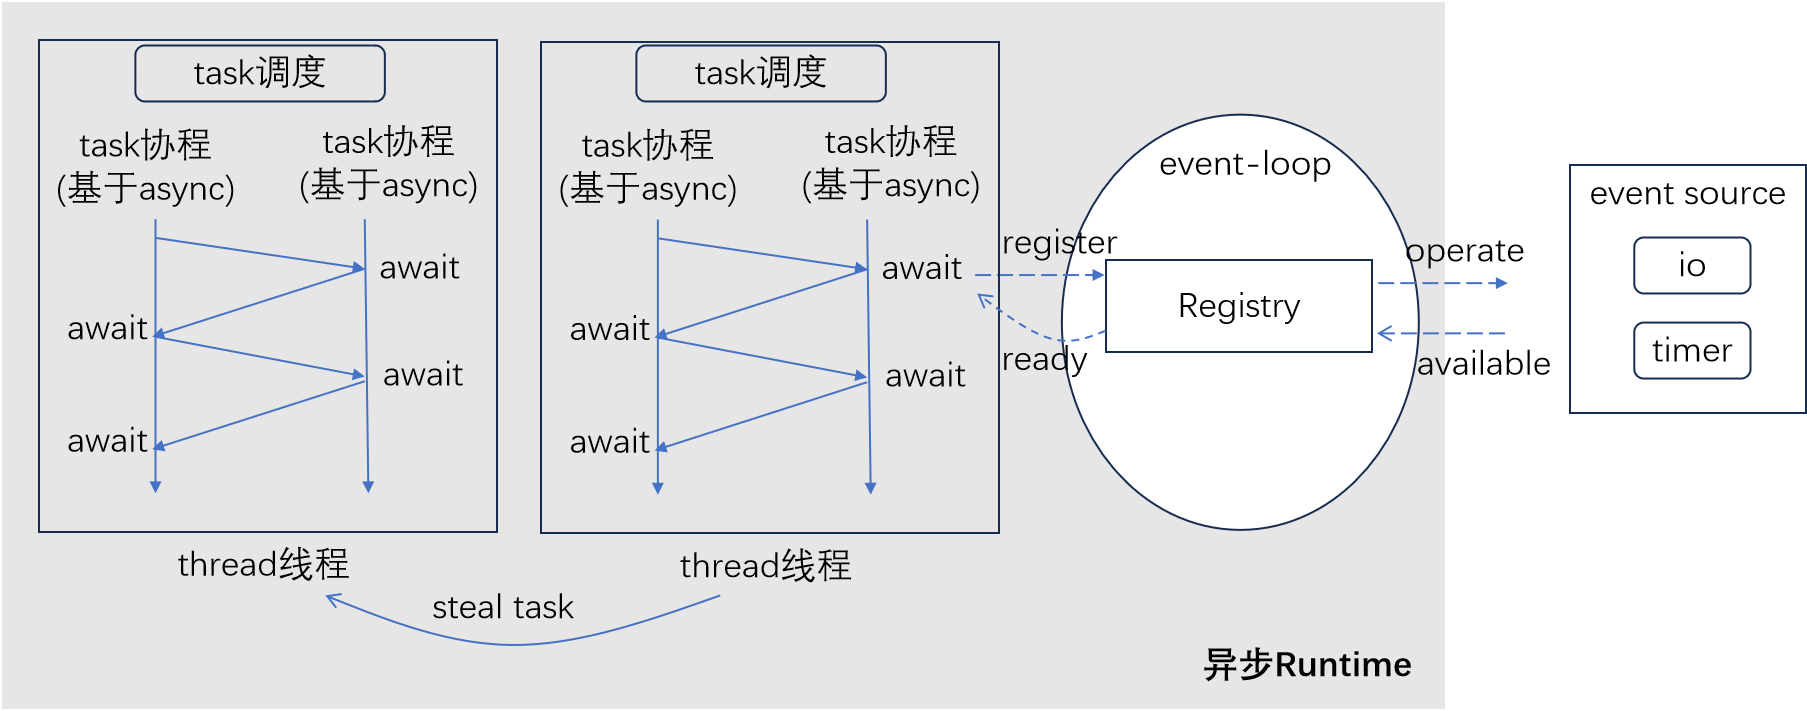 task调度
task协程
(基于async)
task协程
(基于async)
await
await
await
await
thread线程
task调度
task协程
(基于async)
task协程
(基于async)
await
await
await
await
thread线程
steal task
register
ready
event-loop
Registry
operate
available
event source
io
timer
异步Runtime